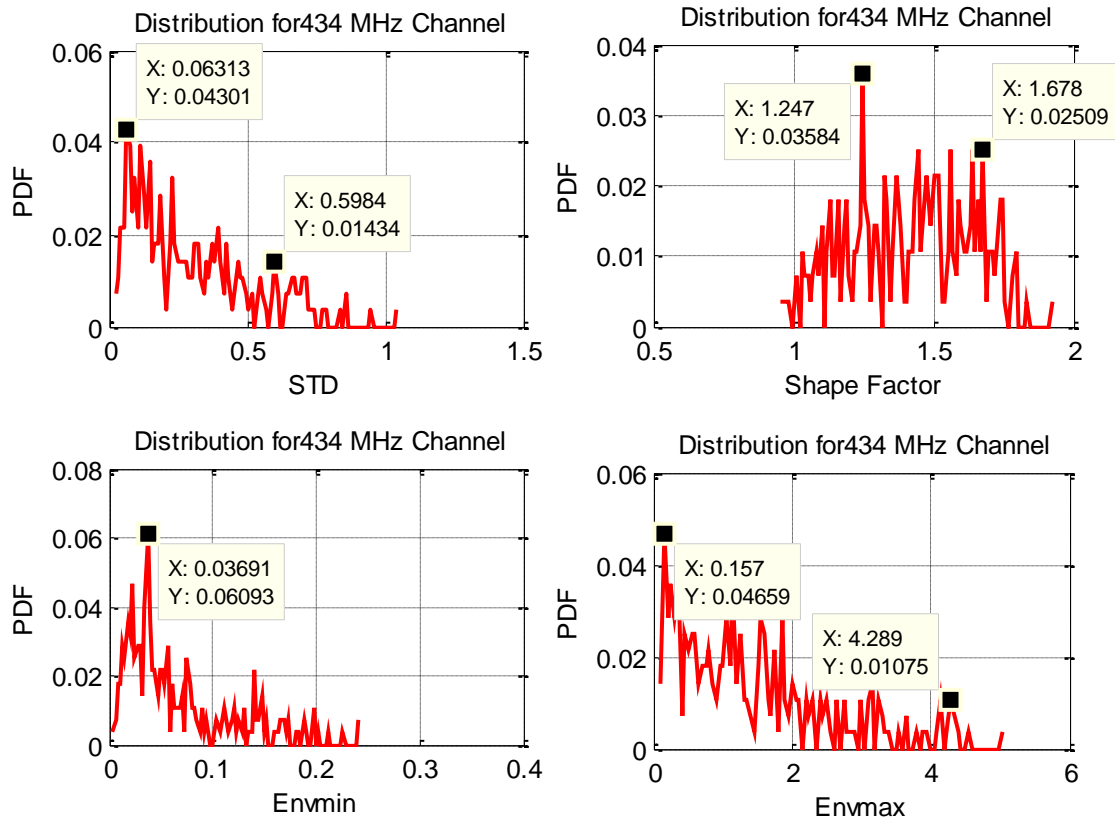 Distribution for434 MHz Channel
0.06
0.04
0.02
0
PDF
X: 0.06313
Y: 0.04301
X: 0.5984
Y: 0.01434
0
0.5
1
1.5
STD
Distribution for434 MHz Channel
0.04
0.03
0.02
0.01
0
PDF
X: 1.247
Y: 0.03584
X: 1.678
Y: 0.02509
0.5
1
1.5
2
Shape Factor
Distribution for434 MHz Channel
0.08
0.06
0.04
0.02
0
PDF
X: 0.03691
Y: 0.06093
0
0.1
0.2
0.3
0.4
Envmin
Distribution for434 MHz Channel
0.06
0.04
0.02
0
PDF
X: 0.157
Y: 0.04659
X: 4.289
Y: 0.01075
0
2
4
6
Envmax